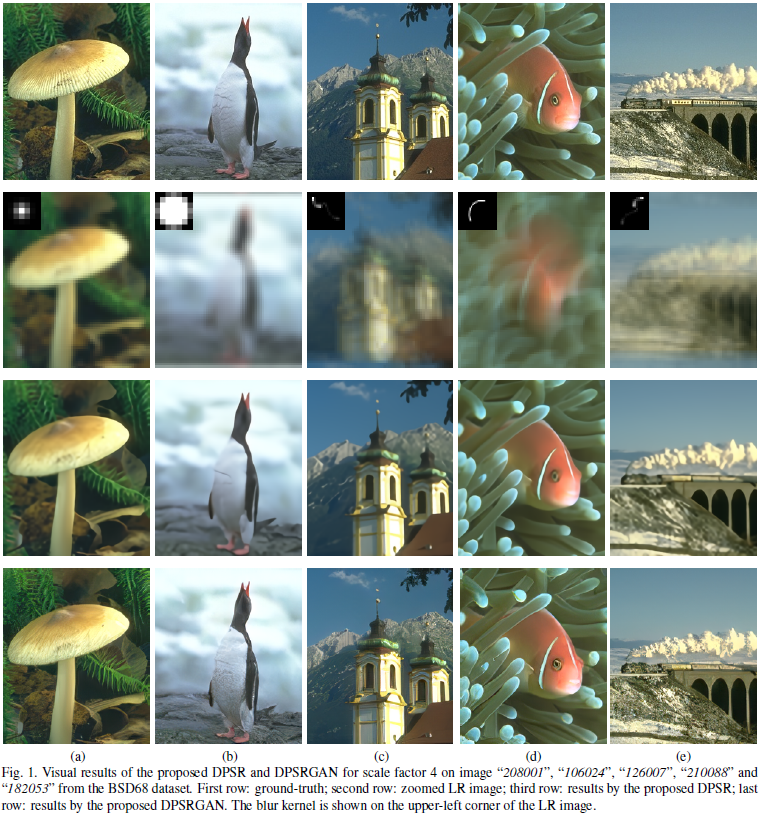 (a) (b) (c) (d) (e)
Fig. 1. Visual results of the proposed DPSR and DPSRGAN for scale factor 4 on image “208001”, “106024”, “126007”, “210088” and
“182053” from the BSD68 dataset. First row: ground-truth; second row: zoomed LR image; third row: results by the proposed DPSR; last
row: results by the proposed DPSRGAN. The blur kernel is shown on the upper-left corner of the LR image.